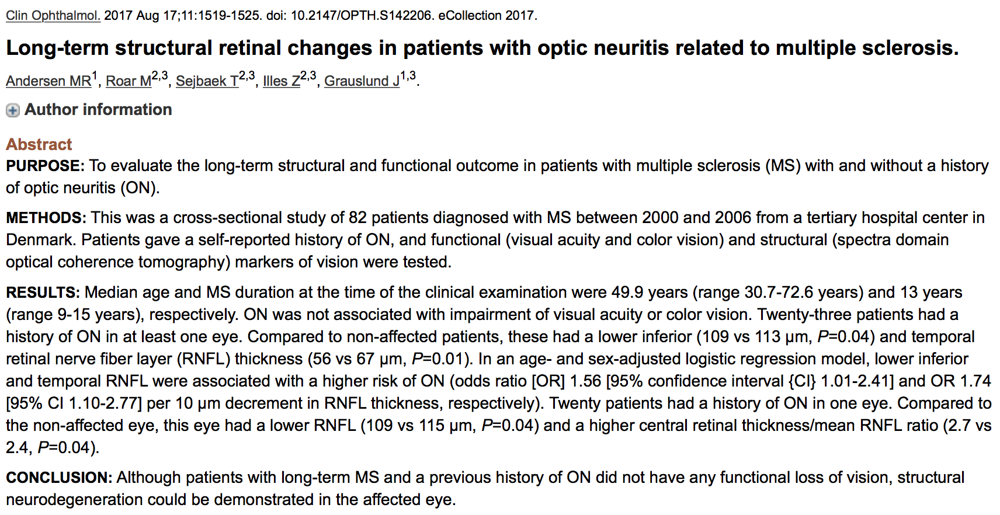 Clin Ophthalmol. 2017 Aug 17;11:1519-1525. doi: 10.2147/OPTH.S142206. eCollection 2017.
Long-term structural retinal changes in patients with optic neuritis related to multiple sclerosis.
Andersen MR1, Roar M2,3, Sejbaek T2,3, Illes Z2,3, Grauslund J1,3.
Author information
Abstract
PURPOSE: To evaluate the long-term structural and functional outcome in patients with multiple sclerosis (MS) with and without a history
of optic neuritis (ON).
METHODS: This was a cross-sectional study of 82 patients diagnosed with MS between 2000 and 2006 from a tertiary hospital center in
Denmark. Patients gave a self-reported history of ON, and functional (visual acuity and color vision) and structural (spectra domain
optical coherence tomography) markers of vision were tested.
RESULTS: Median age and MS duration at the time of the clinical examination were 49.9 years (range 30.7-72.6 years) and 13 years
(range 9-15 years), respectively. ON was not associated with impairment of visual acuity or color vision. Twenty-three patients had a
history of ON in at least one eye. Compared to non-affected patients, these had a lower inferior (109 vs 113 μm, P=0.04) and temporal
retinal nerve fiber layer (RNFL) thickness (56 vs 67 μm, P=0.01). In an age- and sex-adjusted logistic regression model, lower inferior
and temporal RNFL were associated with a higher risk of ON (odds ratio [OR] 1.56 [95% confidence interval {CI} 1.01-2.41] and OR 1.74
[95% CI 1.10-2.77] per 10 μm decrement in RNFL thickness, respectively). Twenty patients had a history of ON in one eye. Compared to
the non-affected eye, this eye had a lower RNFL (109 vs 115 μm, P=0.04) and a higher central retinal thickness/mean RNFL ratio (2.7 vs
2.4, P=0.04).
CONCLUSION: Although patients with long-term MS and a previous history of ON did not have any functional loss of vision, structural
neurodegeneration could be demonstrated in the affected eye.